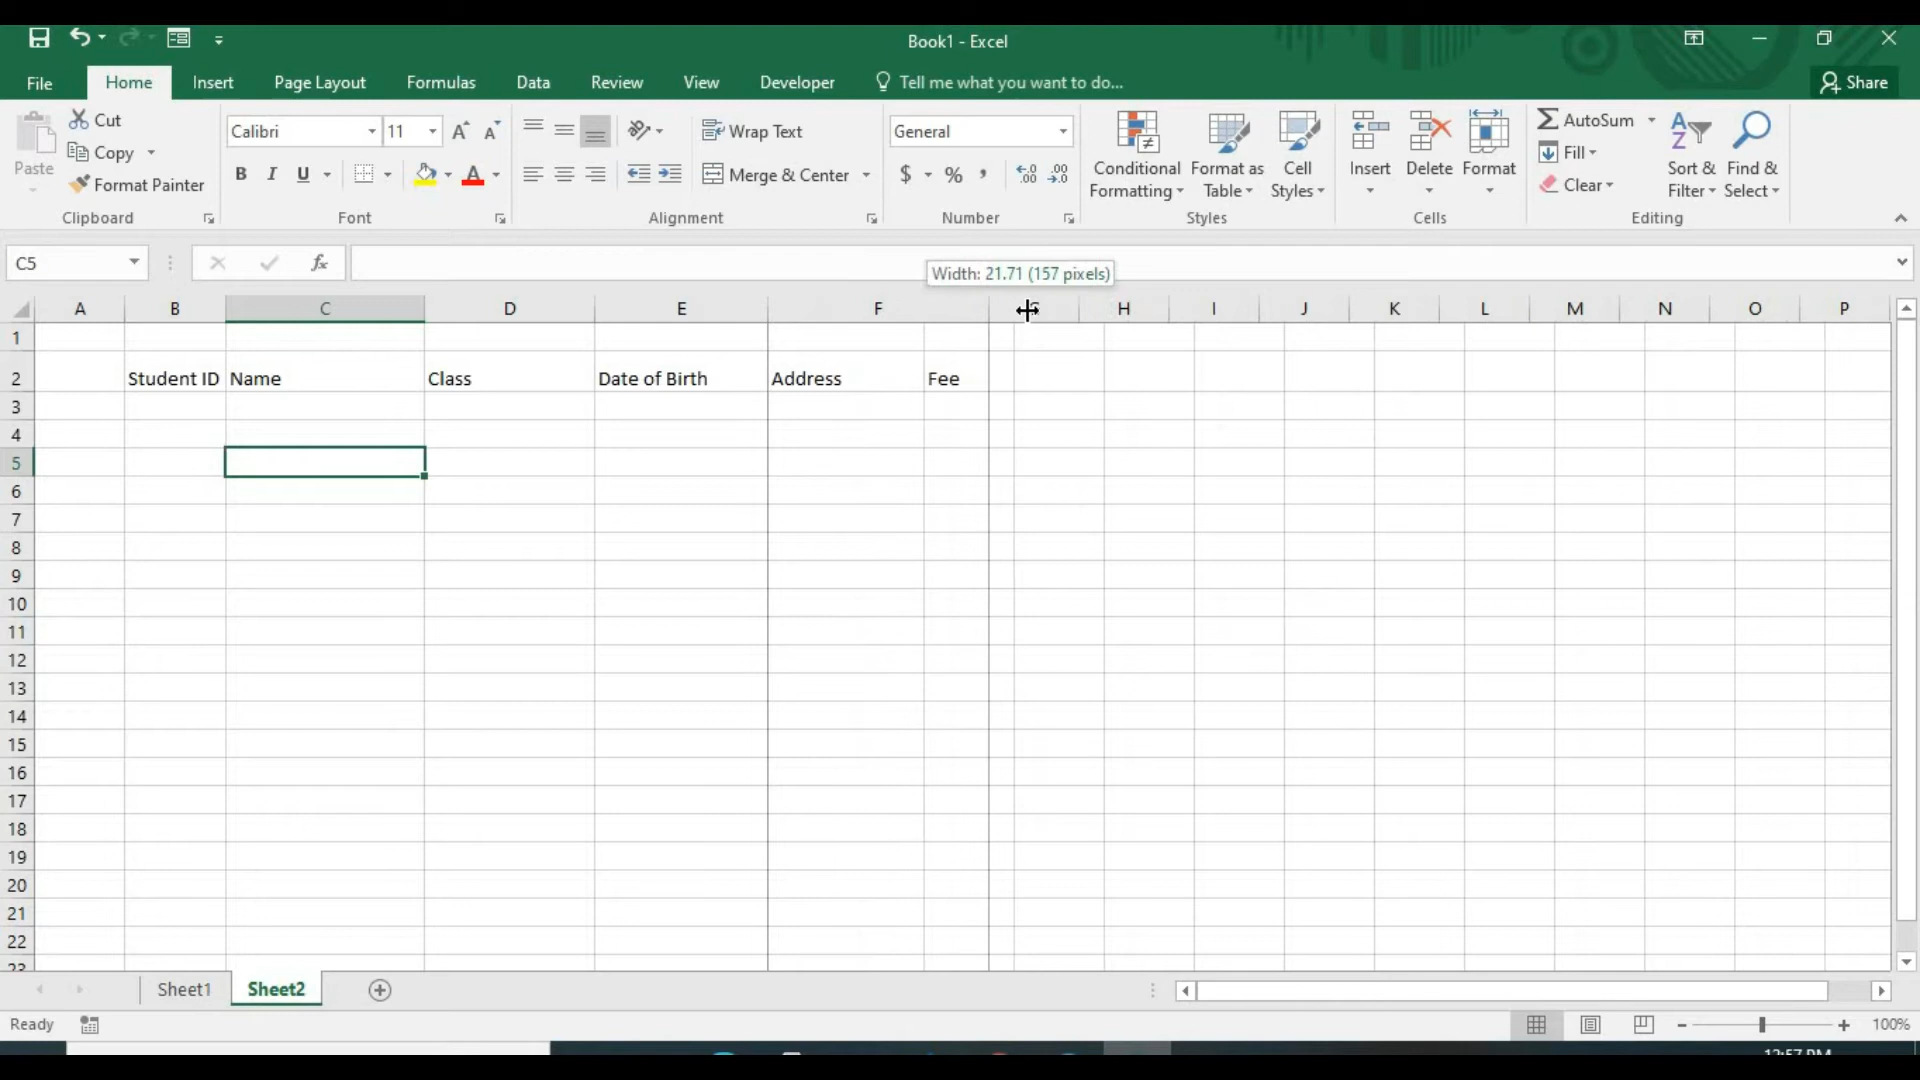 Book1 - Excel
File Home Insert Page Layout Formulas Data Review View Developer Tell me what you want to do... Share
Paste
Cut
Copy
Format Painter
Clipboard
Calibri 11
B I U A
Font
Wrap Text
Merge & Center
Alignment
General
$ % ,
Number
Conditional Formatting
Format as Table
Cell Styles
Styles
Insert Delete Format
Cells
AutoSum
Fill
Clear
Sort & Filter
Find & Select
Editing
C5 fx
Width: 21.71 (157 pixels)
A B C D E F H I J K L M N O P
1
2 Student ID Name Class Date of Birth Address Fee
3
4
5
6
7
8
9
10
11
12
13
14
15
16
17
18
19
20
21
22
23
Sheet1 Sheet2
Ready 100%
12:57 PM